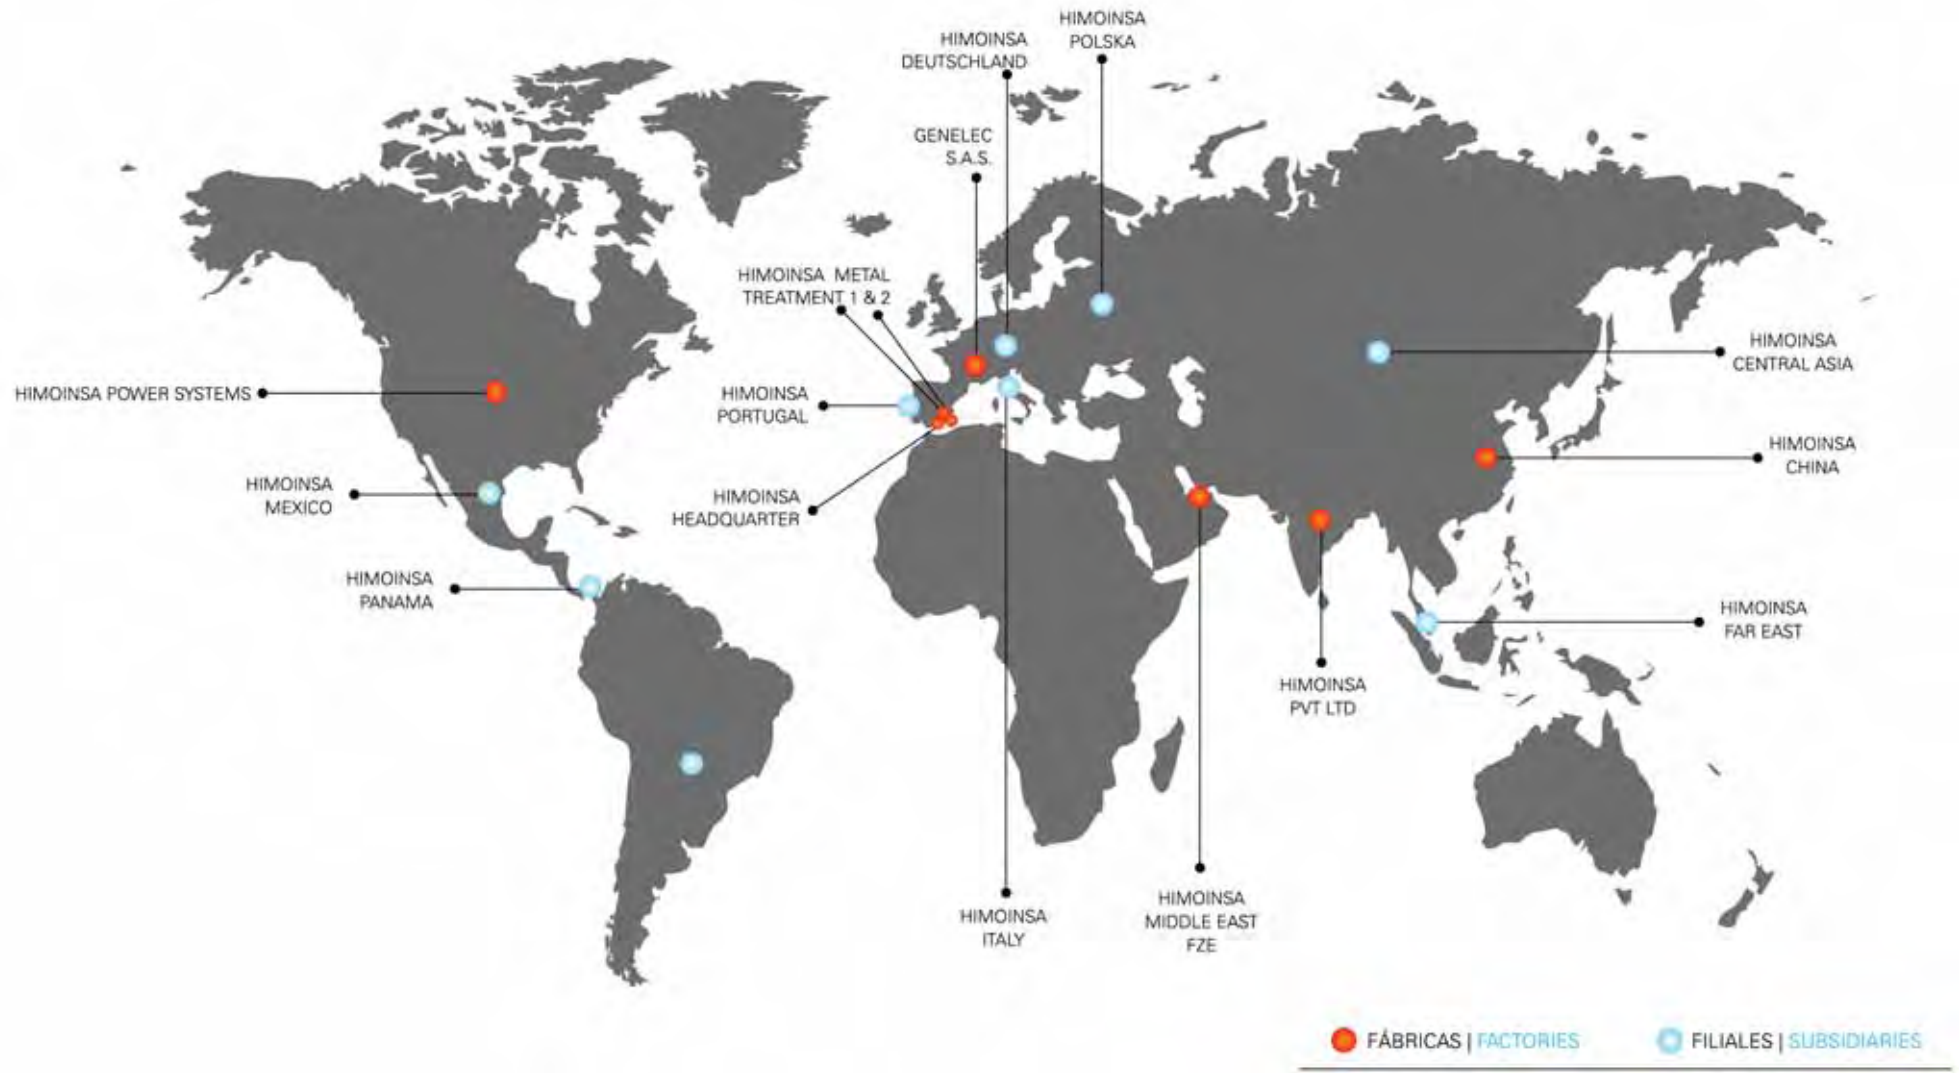 HIMOINSA
POLSKA
HIMOINSA
DEUTSCHLAND
GENELEC
S.A.S.
HIMOINSA METAL
TREATMENT 1 & 2
HIMOINSA POWER SYSTEMS
HIMOINSA
PORTUGAL
HIMOINSA
CENTRAL ASIA
HIMOINSA
CHINA
HIMOINSA
MEXICO
HIMOINSA
HEADQUARTER
HIMOINSA
PANAMA
HIMOINSA
FAR EAST
HIMOINSA
PVT LTD
HIMOINSA
ITALY
HIMOINSA
MIDDLE EAST
FZE
FÁBRICAS | FACTORIES
FILIALES | SUBSIDIARIES